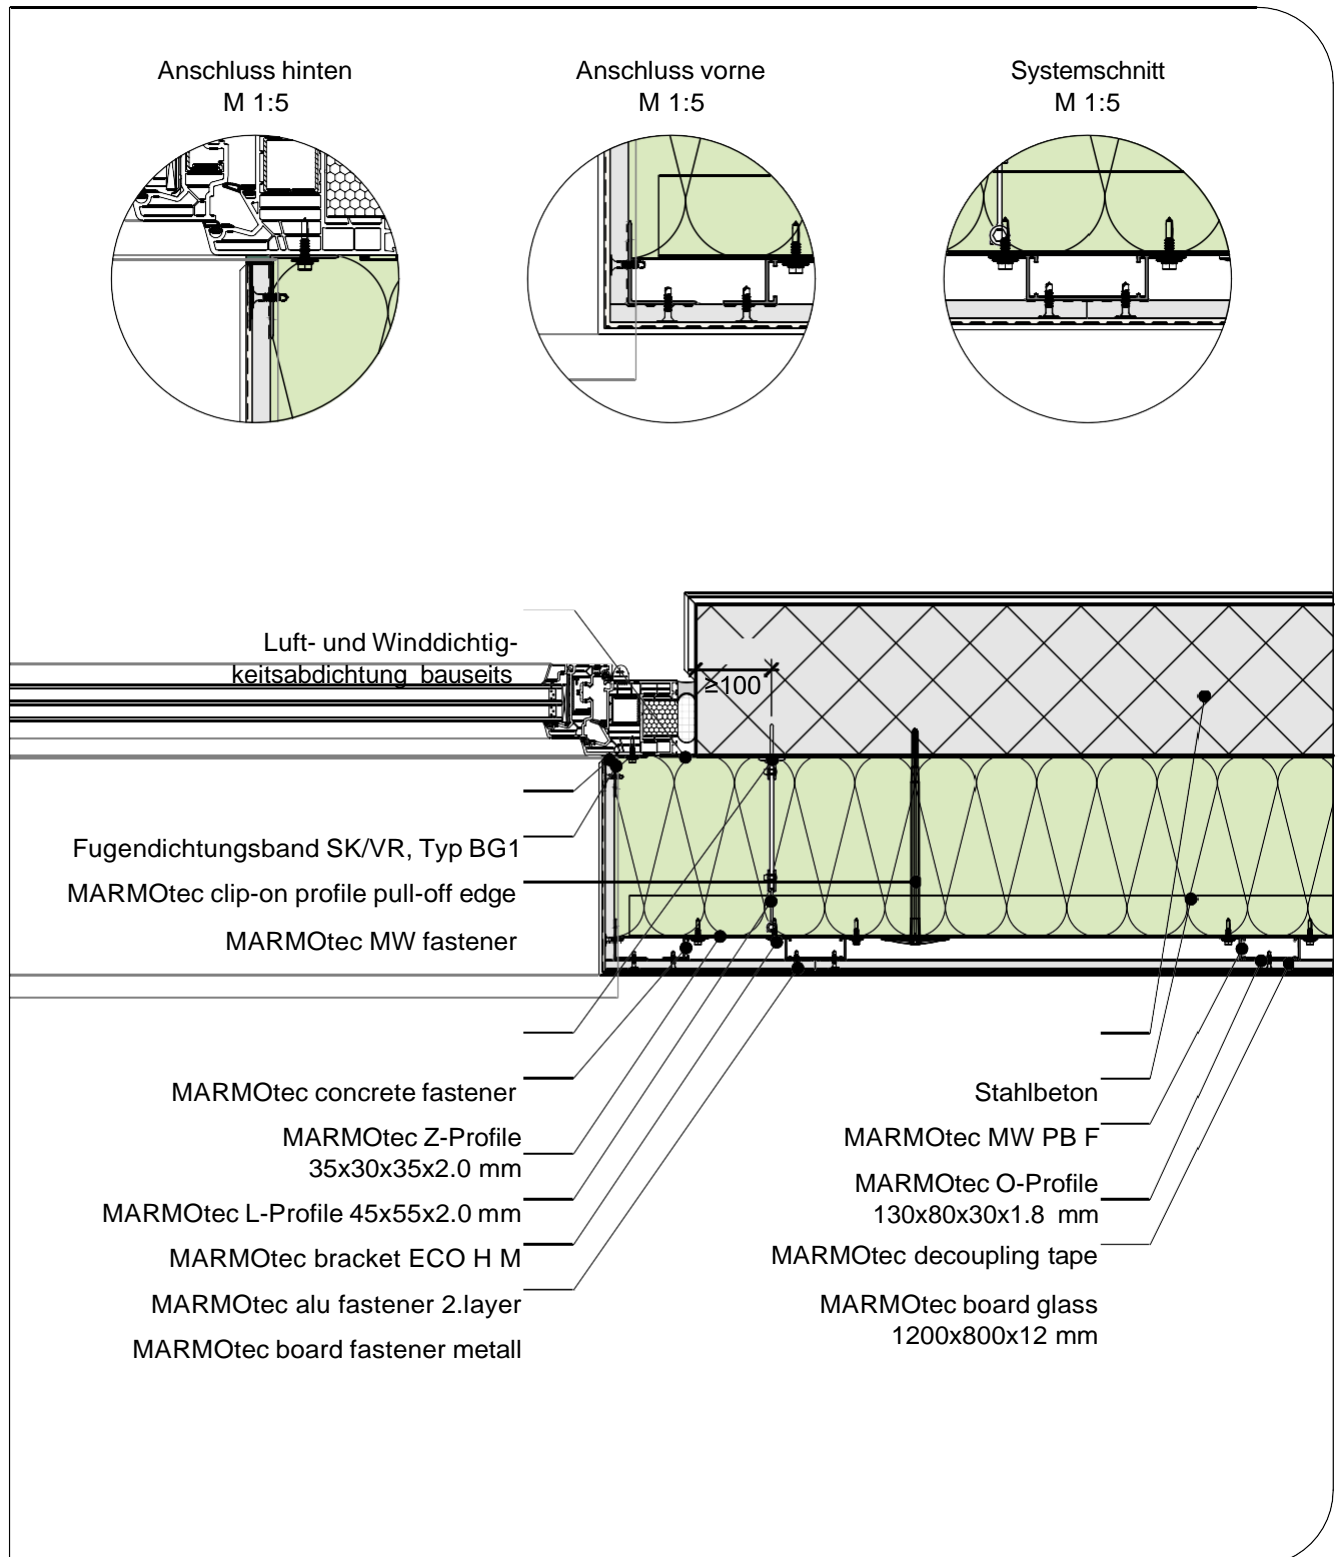 Anschluss hinten
M 1:5
Anschluss vorne
M 1:5
Systemschnitt
M 1:5
Luft- und Winddichtig-
keitsabdichtung bauseits
≥100
Fugendichtungsband SK/VR, Typ BG1
MARMOtec clip-on profile pull-off edge
MARMOtec MW fastener
MARMOtec concrete fastener
MARMOtec Z-Profile
35x30x35x2.0 mm
MARMOtec L-Profile 45x55x2.0 mm
MARMOtec bracket ECO H M
MARMOtec alu fastener 2.layer
MARMOtec board fastener metall
Stahlbeton
MARMOtec MW PB F
MARMOtec O-Profile
130x80x30x1.8 mm
MARMOtec decoupling tape
MARMOtec board glass
1200x800x12 mm